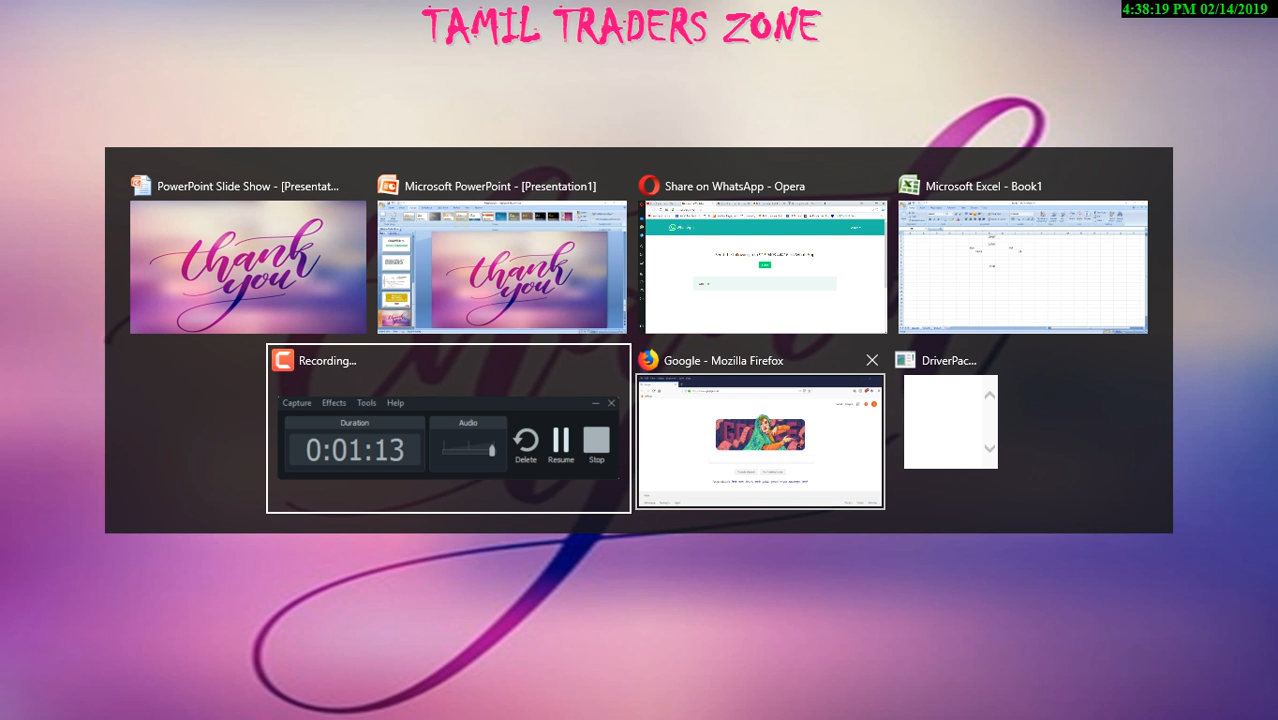 TAMIL TRADERS ZONE
4:38:19 PM 02/14/2019
PowerPoint Slide Show - [Presentat...
Microsoft PowerPoint - [Presentation1]
Share on WhatsApp - Opera
Microsoft Excel - Book1
thank
you
thank
you
Recording...
Capture Effects Tools Help
Duration
Audio
0:01:13
Delete
Resume
Stop
Google - Mozilla Firefox
DriverPac...